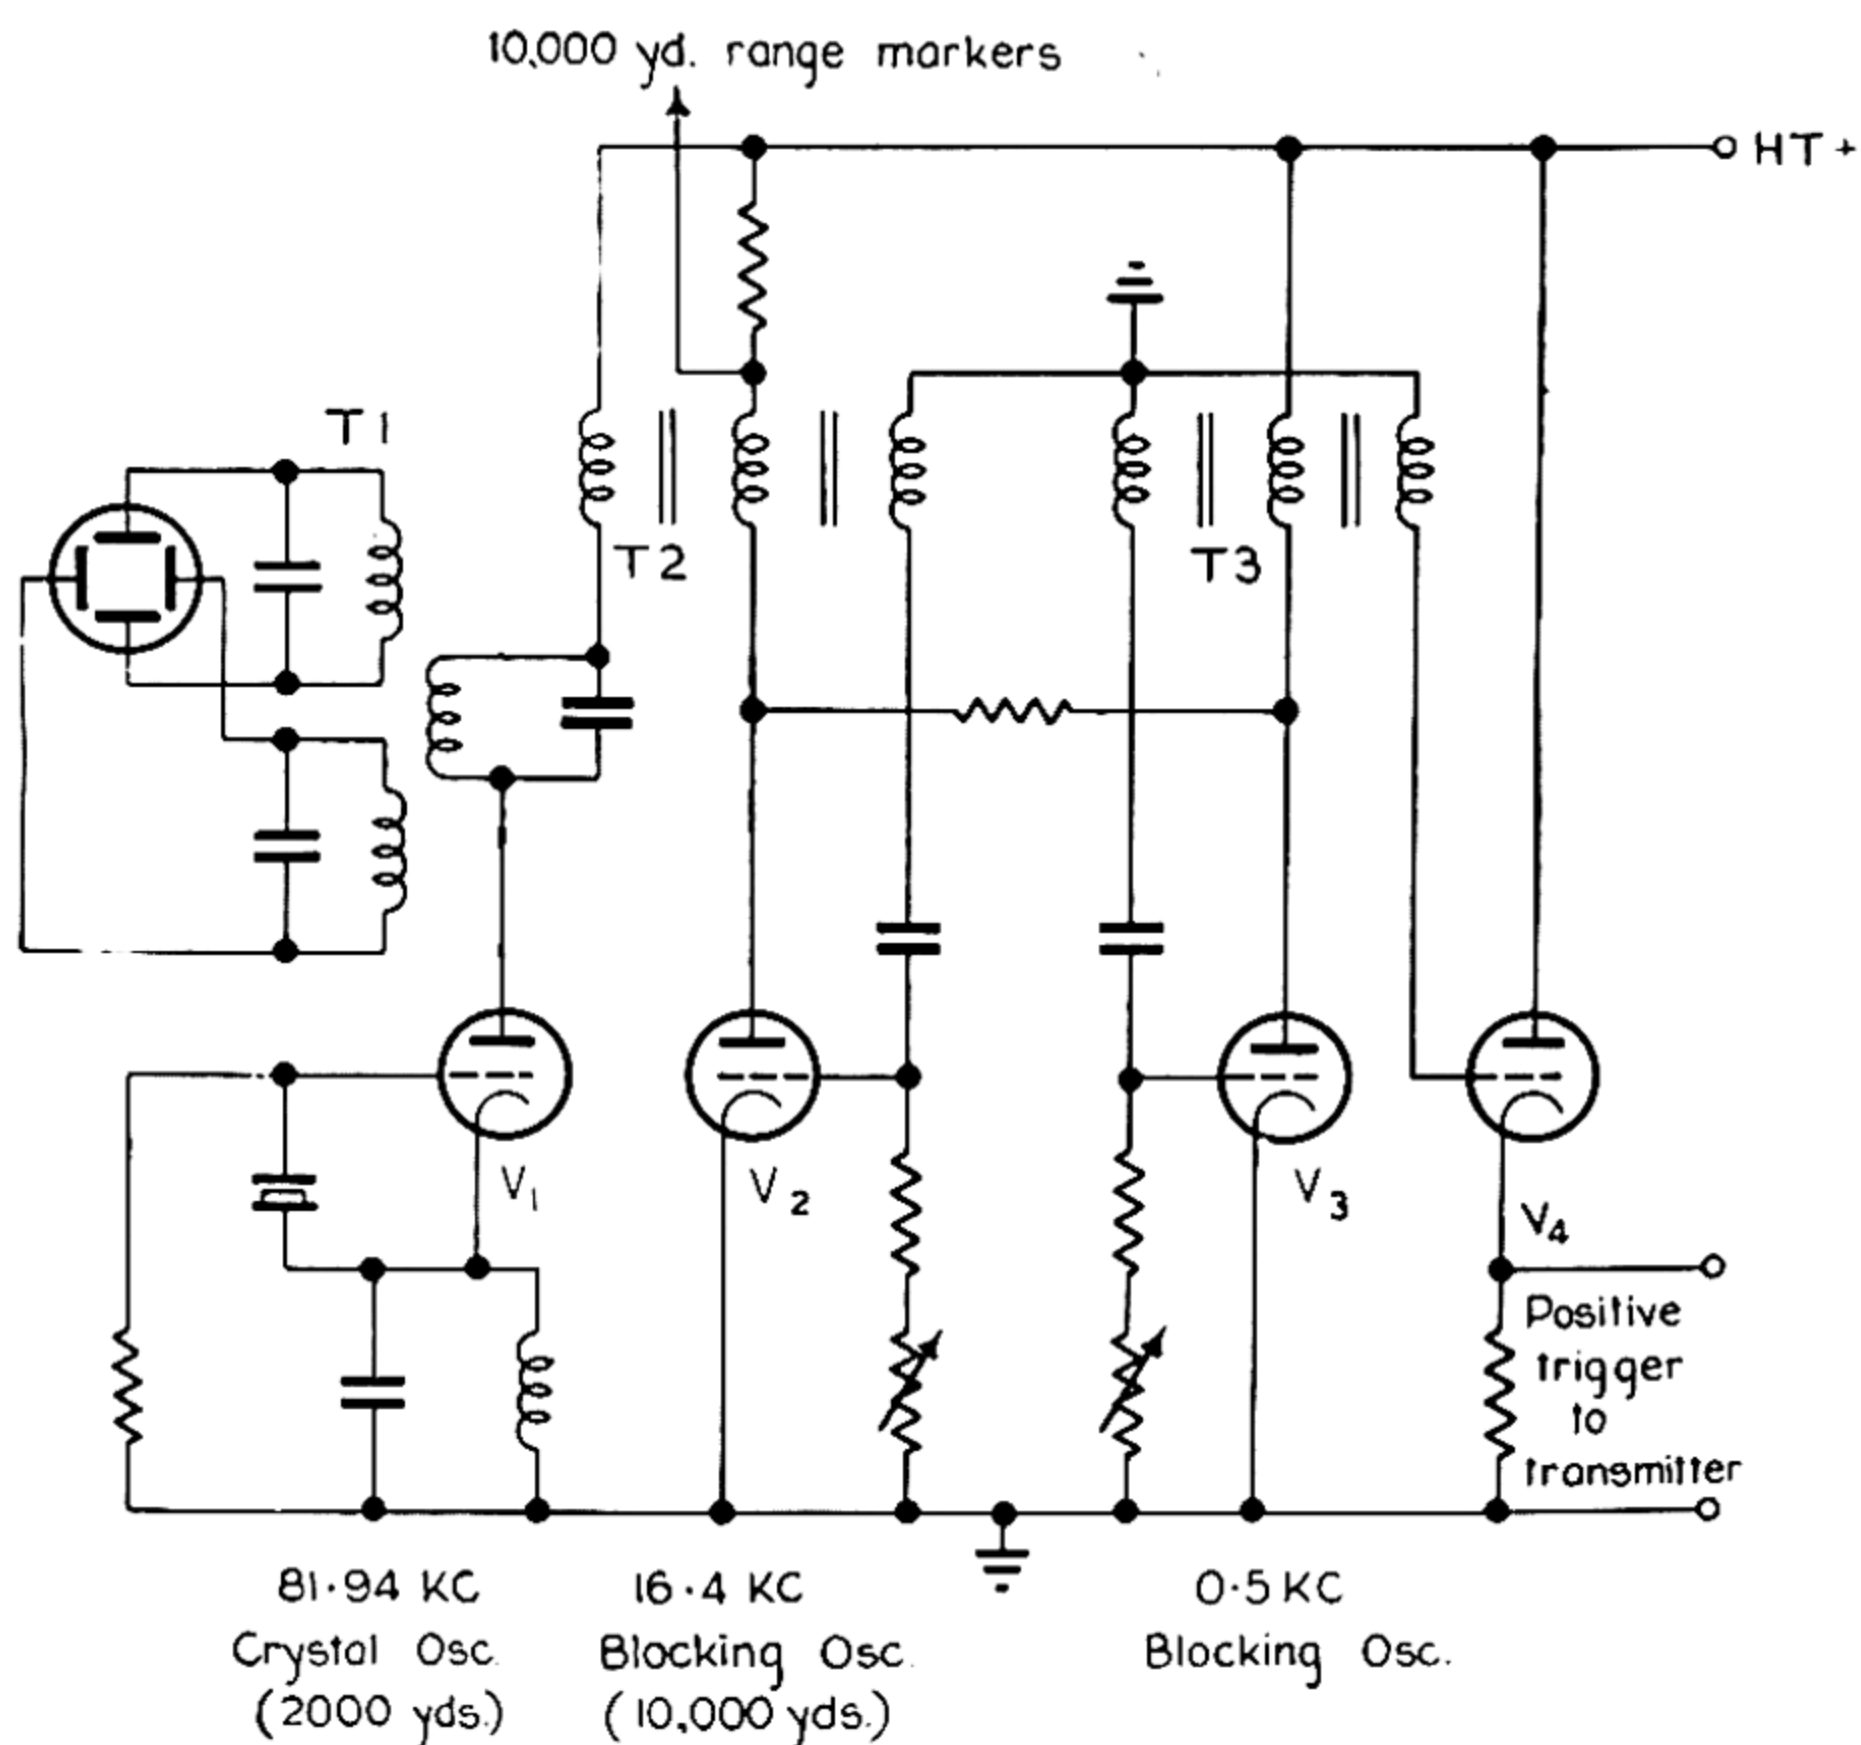 10,000 yd. range markers
HT +
T1
T2
T3
V1
V2
V3
V4
Positive
trigger
to
transmitter
81·94 KC
Crystal Osc.
(2000 yds.)
16·4 KC
Blocking Osc.
(10,000 yds.)
0·5 KC
Blocking Osc.